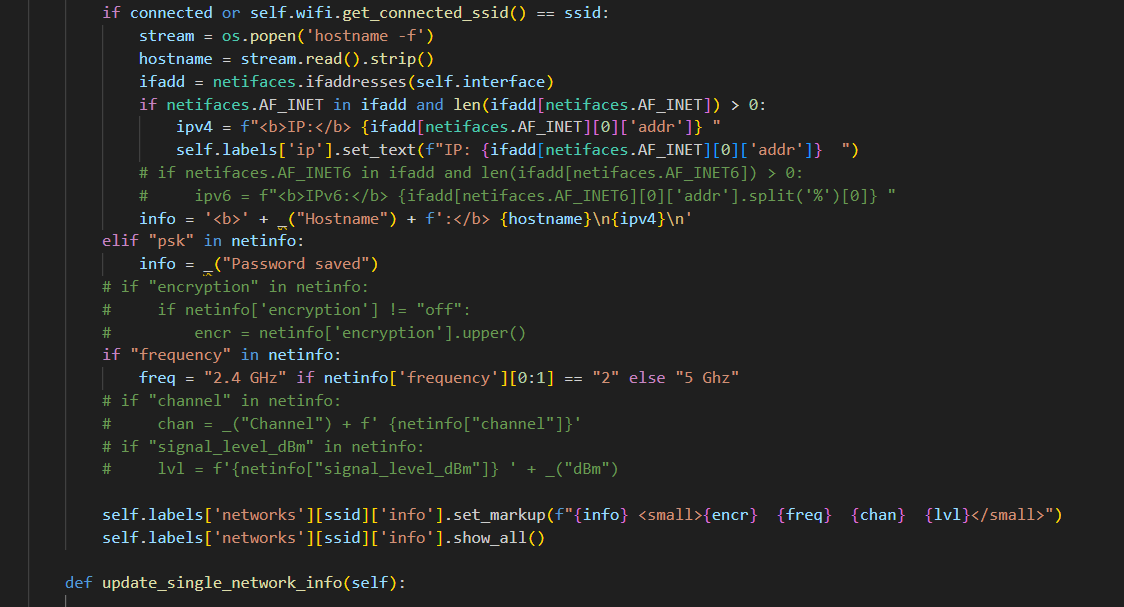 if connected or self.wifi.get_connected_ssid() == ssid:
    stream = os.popen('hostname -f')
    hostname = stream.read().strip()
    ifadd = netifaces.ifaddresses(self.interface)
    if netifaces.AF_INET in ifadd and len(ifadd[netifaces.AF_INET]) > 0:
        ipv4 = f"<b>IP:</b> {ifadd[netifaces.AF_INET][0]['addr']} "
        self.labels['ip'].set_text(f"IP: {ifadd[netifaces.AF_INET][0]['addr']}  ")
    # if netifaces.AF_INET6 in ifadd and len(ifadd[netifaces.AF_INET6]) > 0:
    #     ipv6 = f"<b>IPv6:</b> {ifadd[netifaces.AF_INET6][0]['addr'].split('%')[0]} "
    info = '<b>' + _("Hostname") + f':</b> {hostname}\n{ipv4}\n'
elif "psk" in netinfo:
    info = _("Password saved")
# if "encryption" in netinfo:
#     if netinfo['encryption'] != "off":
#         encr = netinfo['encryption'].upper()
if "frequency" in netinfo:
    freq = "2.4 GHz" if netinfo['frequency'][0:1] == "2" else "5 Ghz"
# if "channel" in netinfo:
#     chan = _("Channel") + f' {netinfo["channel"]}'
# if "signal_level_dBm" in netinfo:
#     lvl = f'{netinfo["signal_level_dBm"]} ' + _("dBm")
self.labels['networks'][ssid]['info'].set_markup(f"{info} <small>{encr}  {freq}  {chan}  {lvl}</small>")
self.labels['networks'][ssid]['info'].show_all()
def update_single_network_info(self):